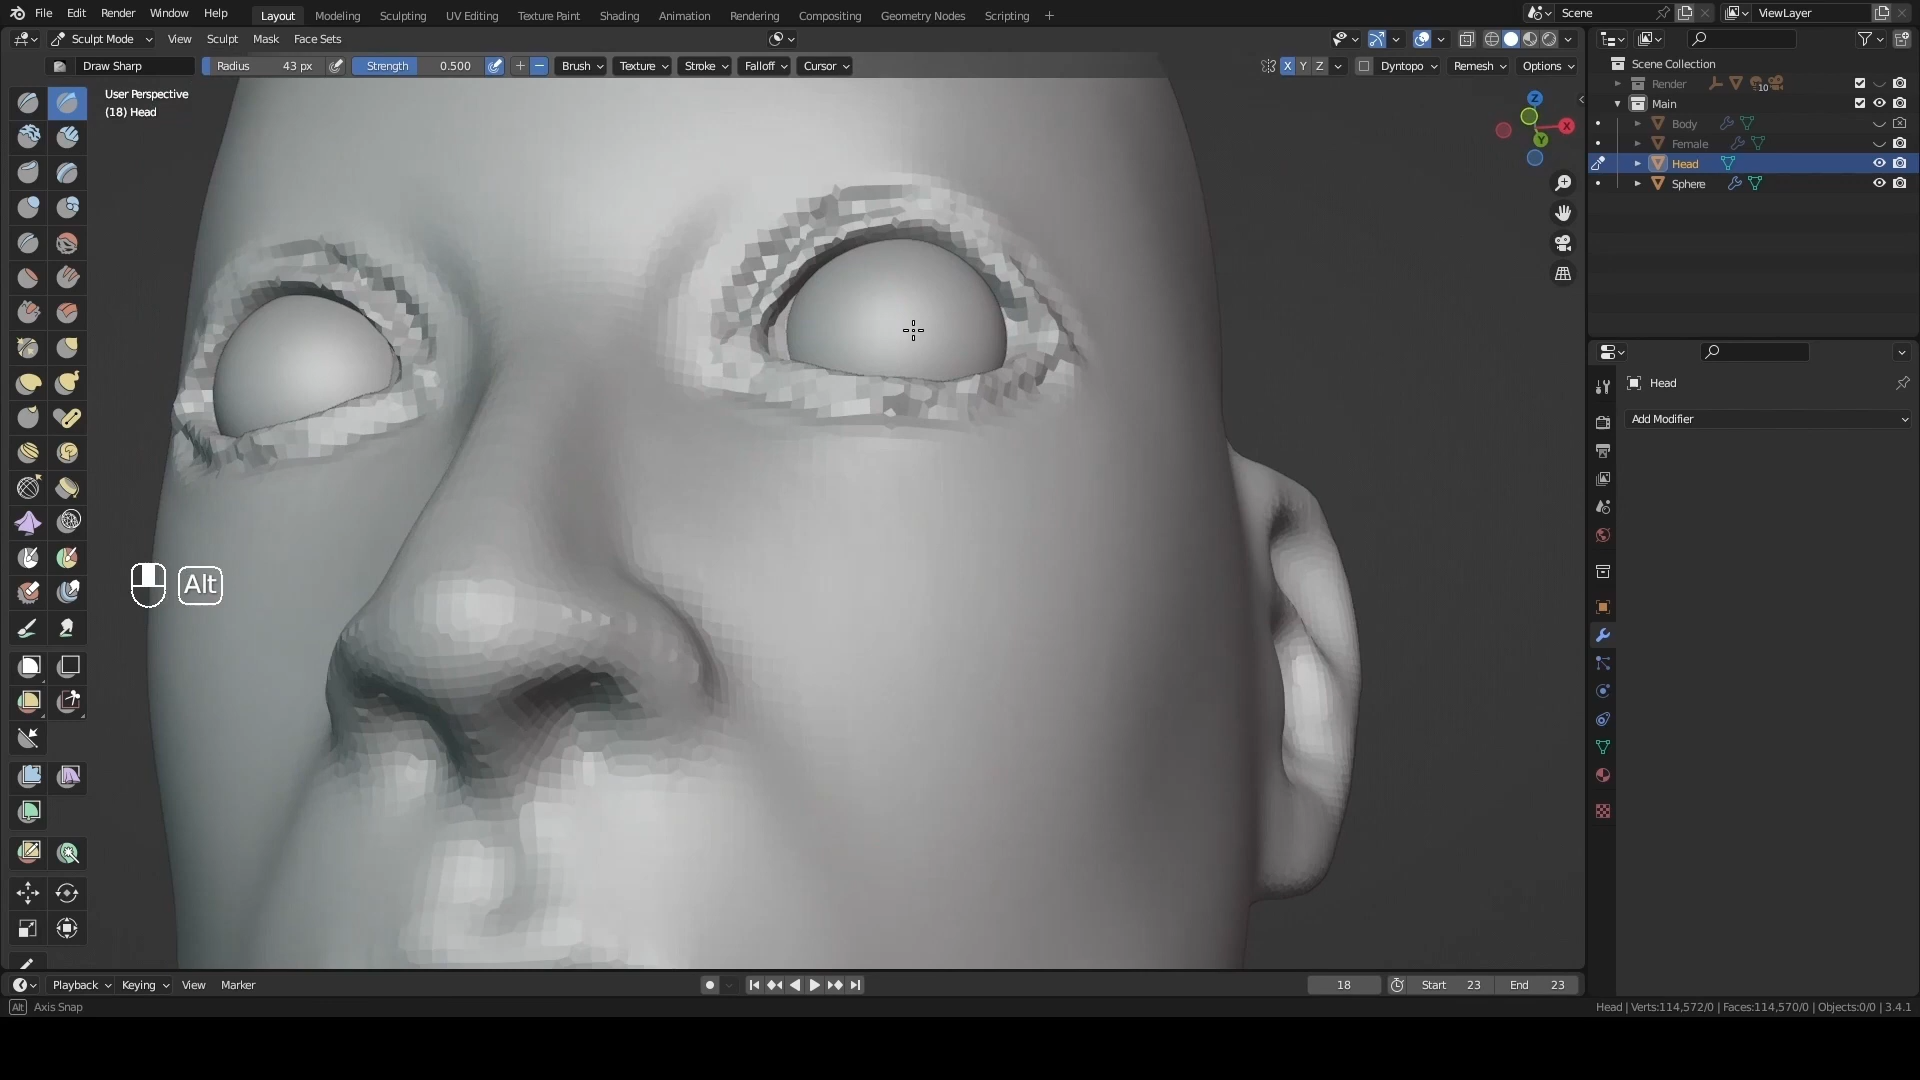 File Edit Render Window Help Layout Modeling Sculpting UV Editing Texture Paint Shading Animation Rendering Compositing Geometry Nodes Scripting + Scene ViewLayer
Sculpt Mode View Sculpt Mask Face Sets
Draw Sharp Radius 43 px Strength 0.500 Brush Texture Stroke Falloff Cursor X Y Z Dyntopo Remesh Options
User Perspective
(18) Head
Z
X
Y
Scene Collection
Render 10
Main
Body
Female
Head
Sphere
Head
Add Modifier
Alt
Playback Keying View Marker 18 Start 23 End 23
Alt Axis Snap Head | Verts:114,572/0 | Faces:114,570/0 | Objects:0/0 | 3.4.1